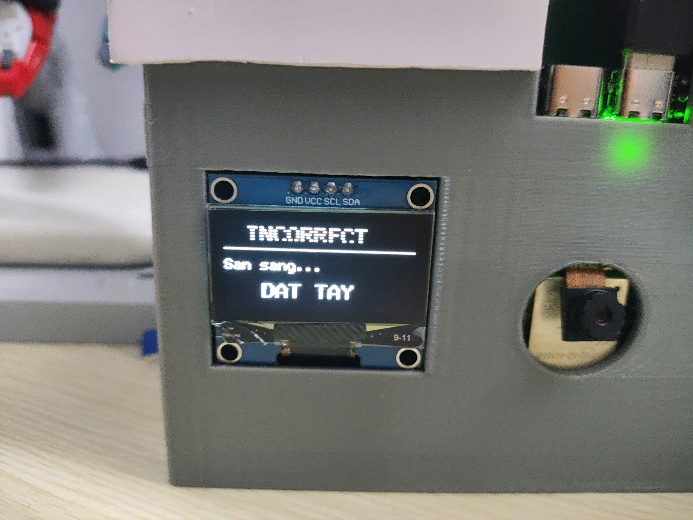 GND VCC SCL SDA
INCORRECT
San sang...
DAT TAY
9-11